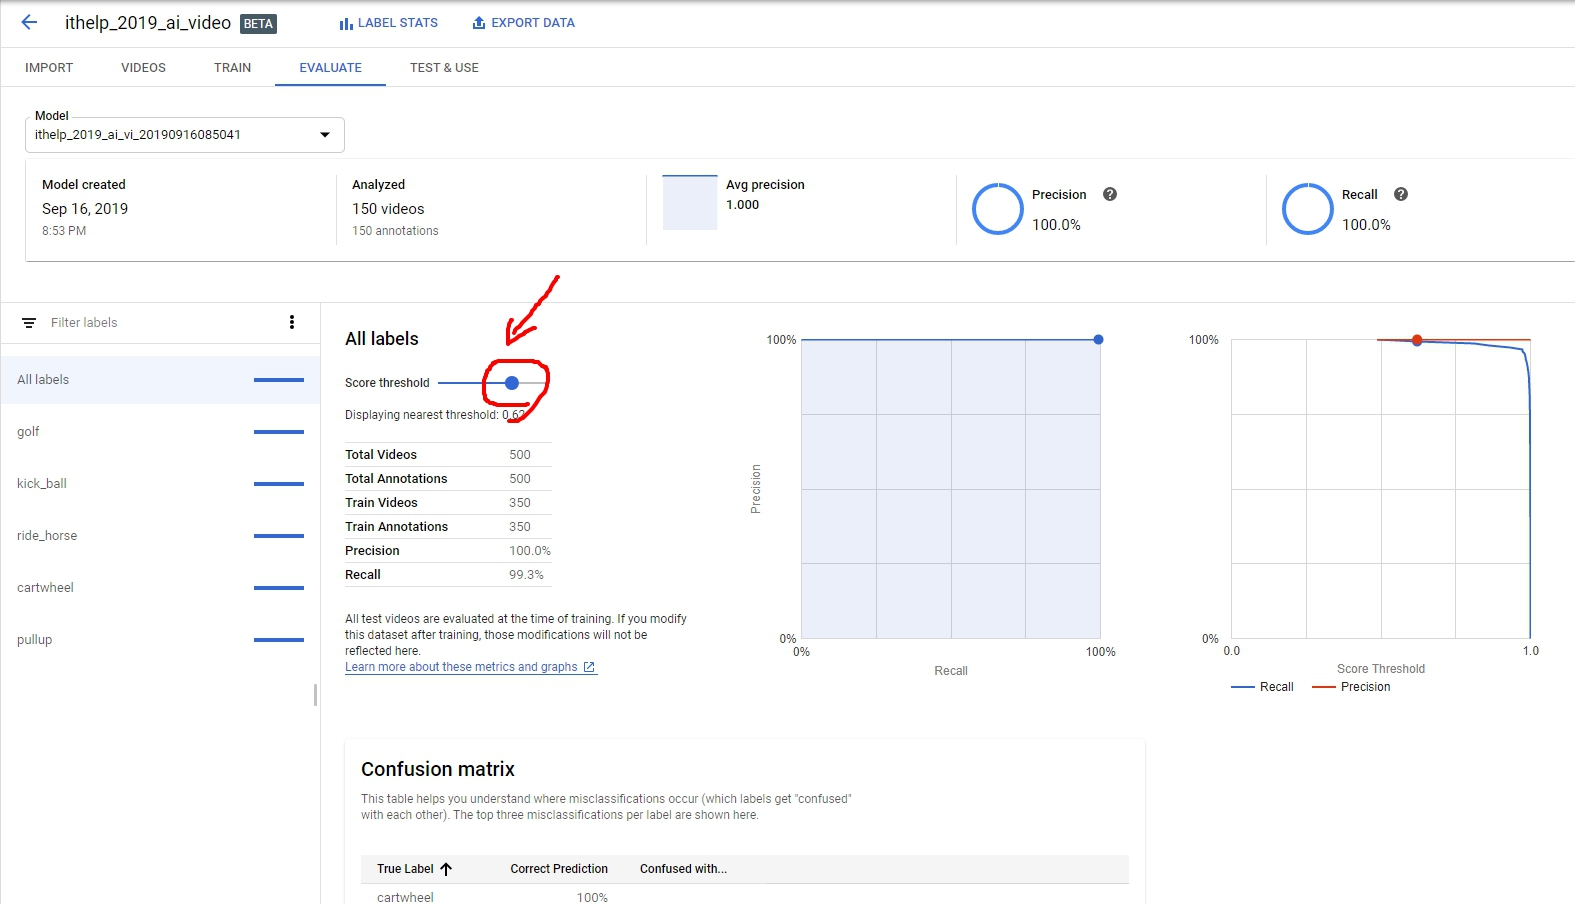 ithelp_2019_ai_video BETA LABEL STATS EXPORT DATA
IMPORT VIDEOS TRAIN EVALUATE TEST & USE
Model
ithelp_2019_ai_vi_20190916085041
Model created
Sep 16, 2019
8:53 PM
Analyzed
150 videos
150 annotations
Avg precision
1.000
Precision ?
100.0%
Recall ?
100.0%
Filter labels
All labels
golf
kick_ball
ride_horse
cartwheel
pullup
All labels
Score threshold
Displaying nearest threshold: 0.62
Total Videos 500
Total Annotations 500
Train Videos 350
Train Annotations 350
Precision 100.0%
Recall 99.3%
All test videos are evaluated at the time of training. If you modify
this dataset after training, those modifications will not be
reflected here.
Learn more about these metrics and graphs
100%
Precision
0%
0% 100%
Recall
100%
0%
0.0 1.0
Score Threshold
Recall Precision
Confusion matrix
This table helps you understand where misclassifications occur (which labels get "confused"
with each other). The top three misclassifications per label are shown here.
True Label Correct Prediction Confused with...
cartwheel 100%